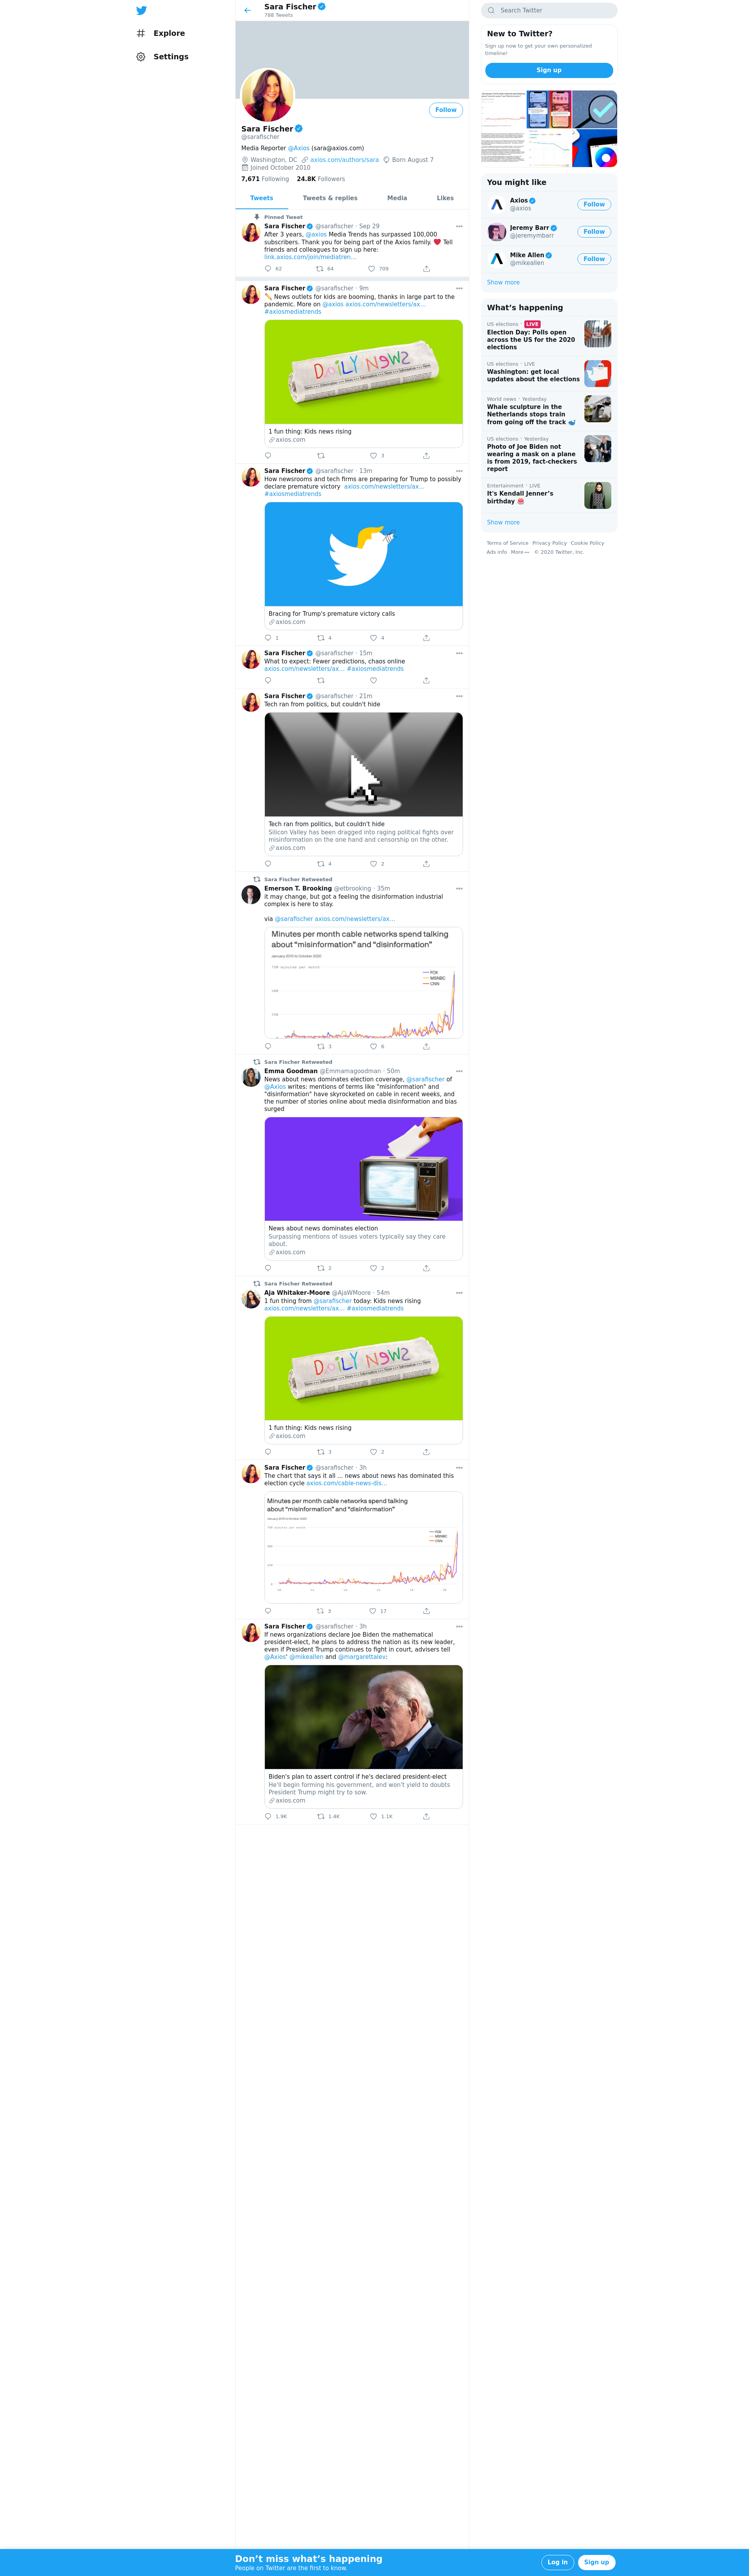 Explore
Settings
Sara Fischer
788 Tweets
Follow
Sara Fischer
@sarafischer
Media Reporter @Axios (sara@axios.com)
Washington, DC axios.com/authors/sara Born August 7
Joined October 2010
7,671 Following 24.8K Followers
Tweets Tweets & replies Media Likes
Pinned Tweet
Sara Fischer @sarafischer · Sep 29
After 3 years, @axios Media Trends has surpassed 100,000
subscribers. Thank you for being part of the Axios family. ❤️ Tell
friends and colleagues to sign up here:
link.axios.com/join/mediatren…
62 64 709
Sara Fischer @sarafischer · 9m
✏️ News outlets for kids are booming, thanks in large part to the
pandemic. More on @axios axios.com/newsletters/ax…
#axiosmediatrends
DAILY NEWS
1 fun thing: Kids news rising
axios.com
3
Sara Fischer @sarafischer · 13m
How newsrooms and tech firms are preparing for Trump to possibly
declare premature victory axios.com/newsletters/ax…
#axiosmediatrends
Bracing for Trump's premature victory calls
axios.com
1 4 4
Sara Fischer @sarafischer · 15m
What to expect: Fewer predictions, chaos online
axios.com/newsletters/ax… #axiosmediatrends
Sara Fischer @sarafischer · 21m
Tech ran from politics, but couldn't hide
Tech ran from politics, but couldn't hide
Silicon Valley has been dragged into raging political fights over
misinformation on the one hand and censorship on the other.
axios.com
4 2
Sara Fischer Retweeted
Emerson T. Brooking @etbrooking · 35m
it may change, but got a feeling the disinformation industrial
complex is here to stay.
via @sarafischer axios.com/newsletters/ax…
Minutes per month cable networks spend talking
about “misinformation” and “disinformation”
FOX
MSNBC
CNN
3 6
Sara Fischer Retweeted
Emma Goodman @Emmamagoodman · 50m
News about news dominates election coverage, @sarafischer of
@Axios writes: mentions of terms like "misinformation" and
"disinformation" have skyrocketed on cable in recent weeks, and
the number of stories online about media disinformation and bias
surged
News about news dominates election
Surpassing mentions of issues voters typically say they care
about.
axios.com
2 2
Sara Fischer Retweeted
Aja Whitaker-Moore @AjaWMoore · 54m
1 fun thing from @sarafischer today: Kids news rising
axios.com/newsletters/ax… #axiosmediatrends
DAILY NEWS
1 fun thing: Kids news rising
axios.com
3 2
Sara Fischer @sarafischer · 3h
The chart that says it all ... news about news has dominated this
election cycle axios.com/cable-news-dis…
Minutes per month cable networks spend talking
about “misinformation” and “disinformation”
FOX
MSNBC
CNN
3 17
Sara Fischer @sarafischer · 3h
If news organizations declare Joe Biden the mathematical
president-elect, he plans to address the nation as its new leader,
even if President Trump continues to fight in court, advisers tell
@Axios' @mikeallen and @margarettalev:
Biden's plan to assert control if he's declared president-elect
He'll begin forming his government, and won't yield to doubts
President Trump might try to sow.
axios.com
1.9K 1.6K 1.1K
Search Twitter
New to Twitter?
Sign up now to get your own personalized
timeline!
Sign up
You might like
Axios
@axios
Follow
Jeremy Barr
@jeremymbarr
Follow
Mike Allen
@mikeallen
Follow
Show more
What’s happening
US elections · LIVE
Election Day: Polls open
across the US for the 2020
elections
US elections · LIVE
Washington: get local
updates about the elections
World news · Yesterday
Whale sculpture in the
Netherlands stops train
from going off the track 🐳
US elections · Yesterday
Photo of Joe Biden not
wearing a mask on a plane
is from 2019, fact-checkers
report
Entertainment · LIVE
It's Kendall Jenner’s
birthday
Show more
Terms of Service Privacy Policy Cookie Policy
Ads info More ··· © 2020 Twitter, Inc.
Don’t miss what’s happening
People on Twitter are the first to know.
Log in Sign up